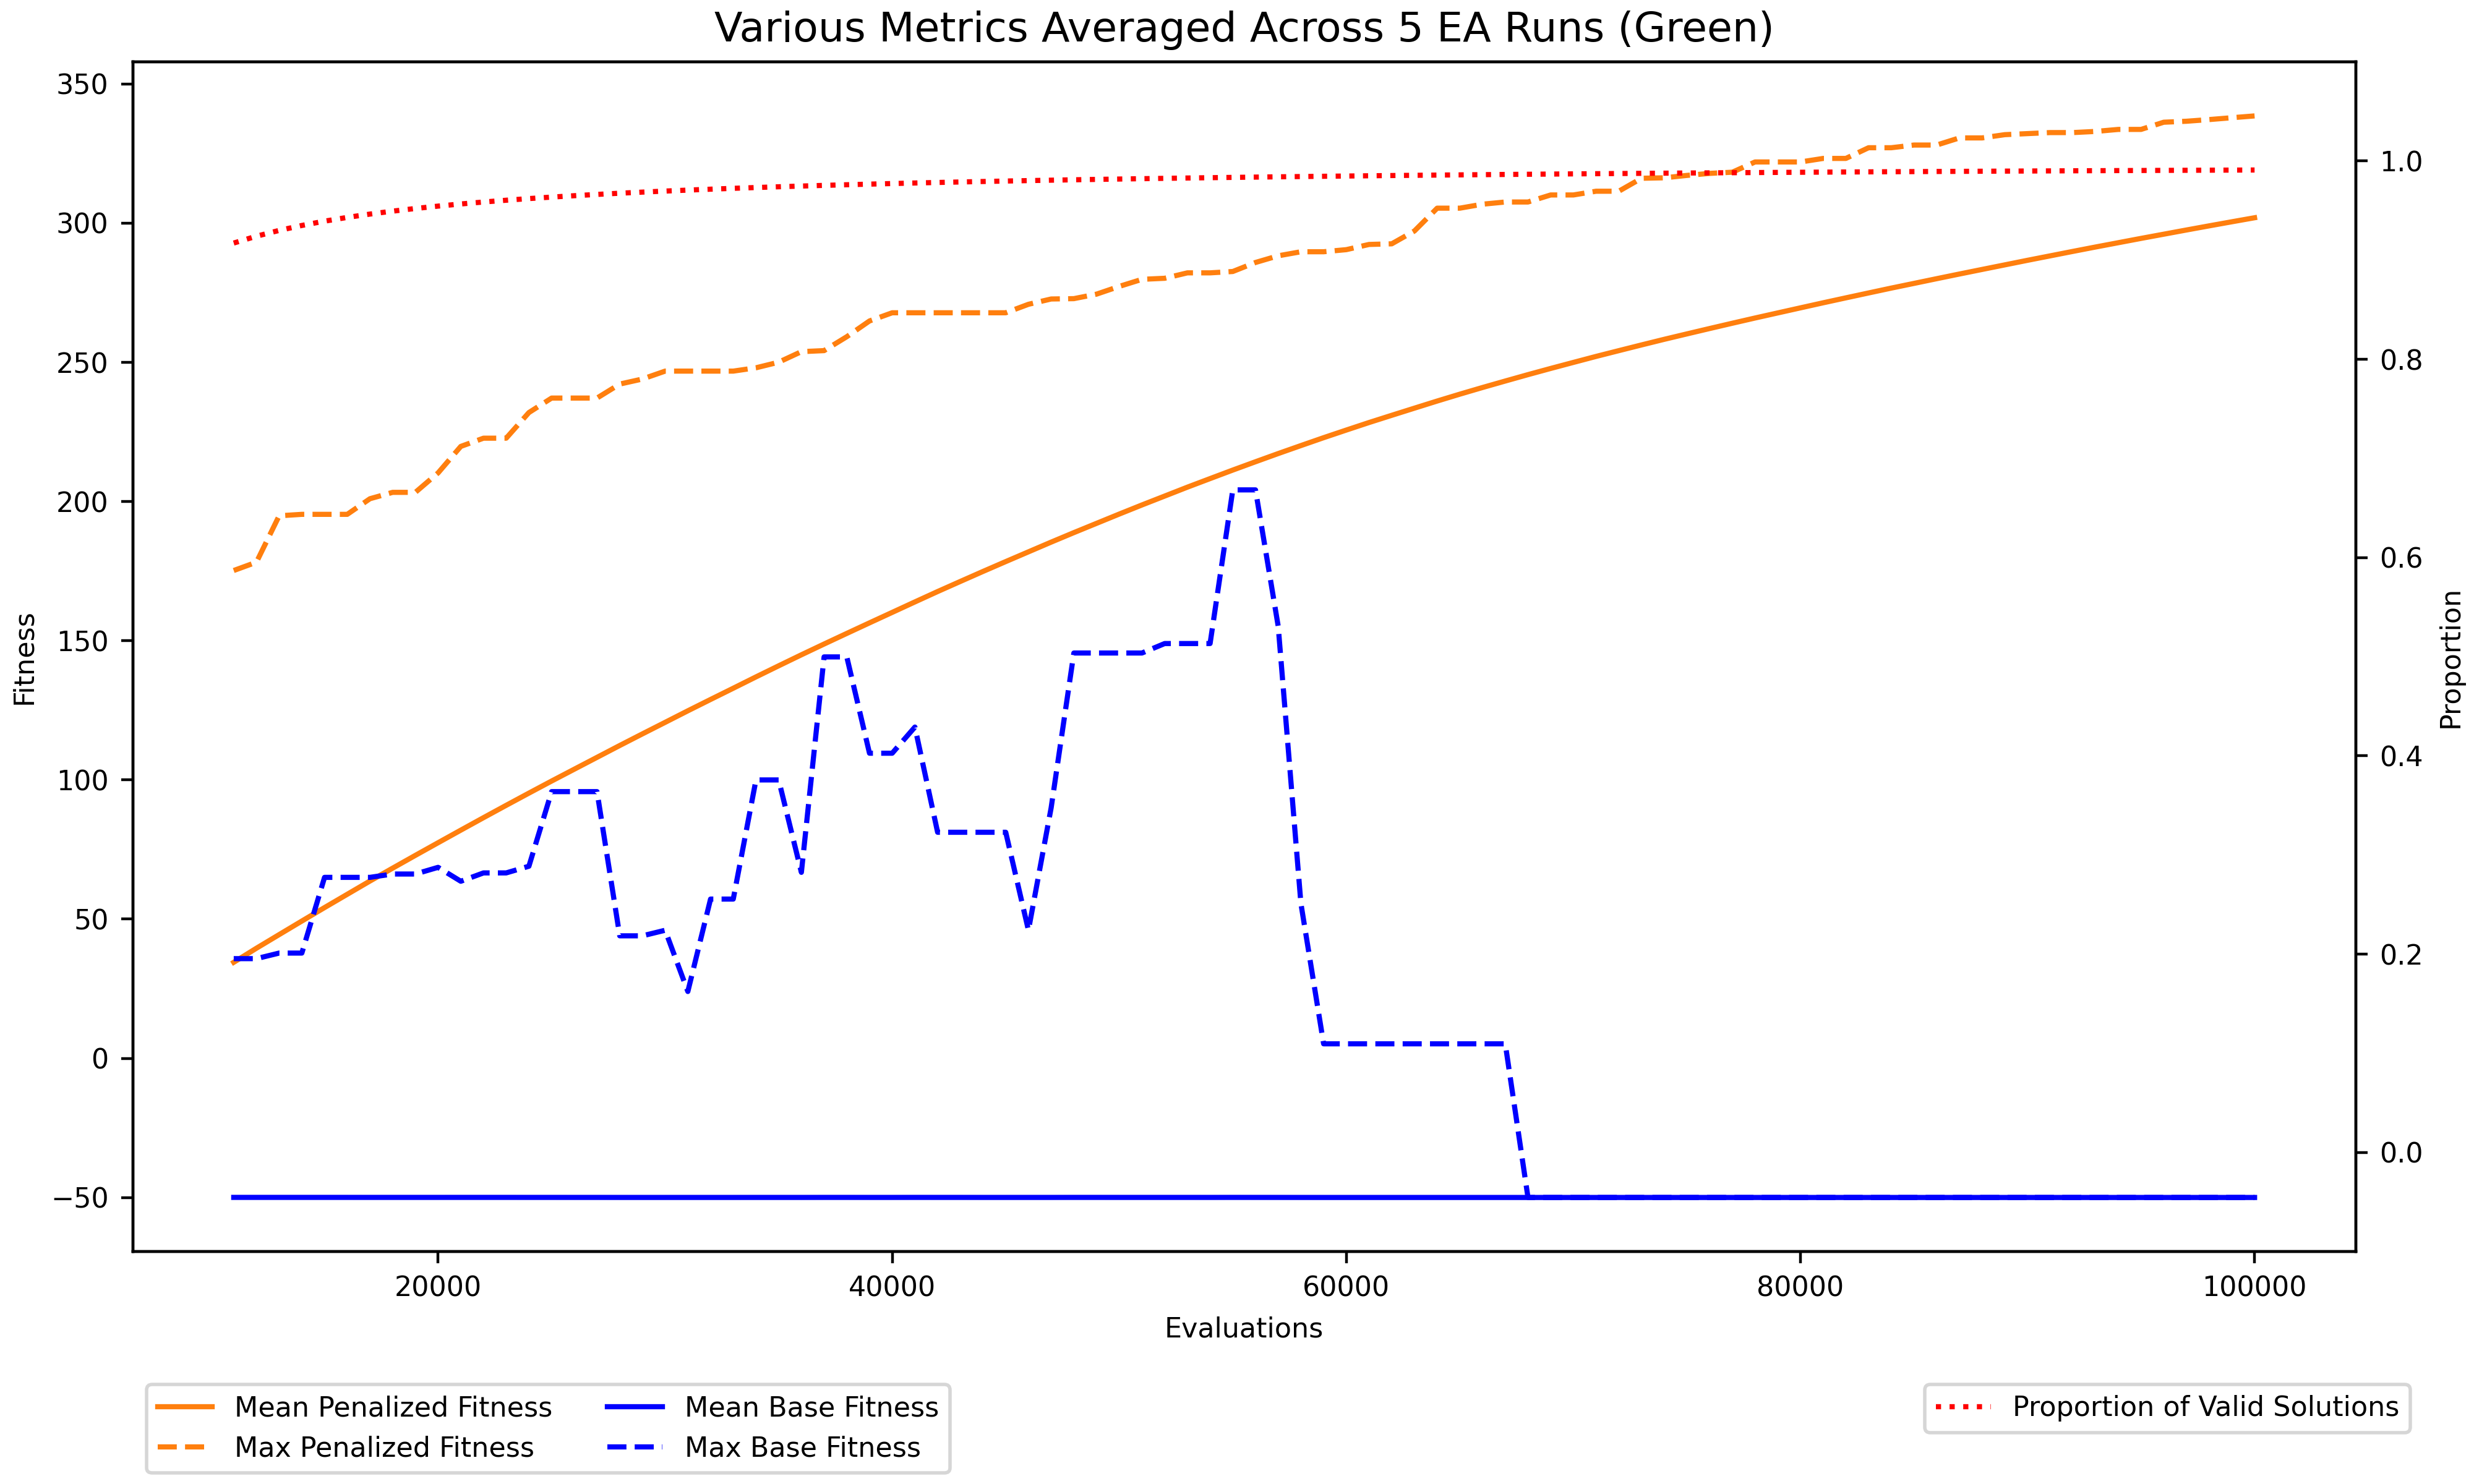 Various Metrics Averaged Across 5 EA Runs (Green)
350
300
250
200
150
100
50
0
−50
Fitness
1.0
0.8
0.6
0.4
0.2
0.0
Proportion
20000
40000
60000
80000
100000
Evaluations
Mean Penalized Fitness
Max Penalized Fitness
Mean Base Fitness
Max Base Fitness
Proportion of Valid Solutions